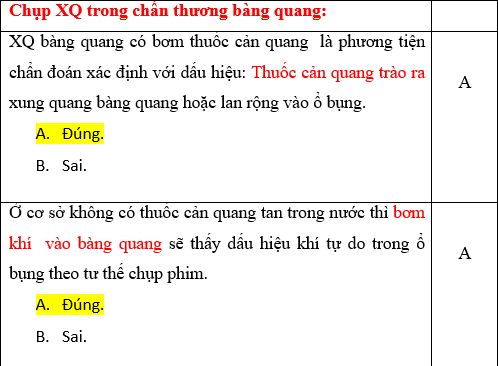 Chụp XQ trong chấn thương bàng quang:
XQ bàng quang có bơm thuốc cản quang là phương tiện
chẩn đoán xác định với dấu hiệu: Thuốc cản quang trào ra
xung quang bàng quang hoặc lan rộng vào ổ bụng.
A
A. Đúng.
B. Sai.
Ở cơ sở không có thuốc cản quang tan trong nước thì bơm
khí vào bàng quang sẽ thấy dấu hiệu khí tự do trong ổ
bụng theo tư thế chụp phim.
A
A. Đúng.
B. Sai.